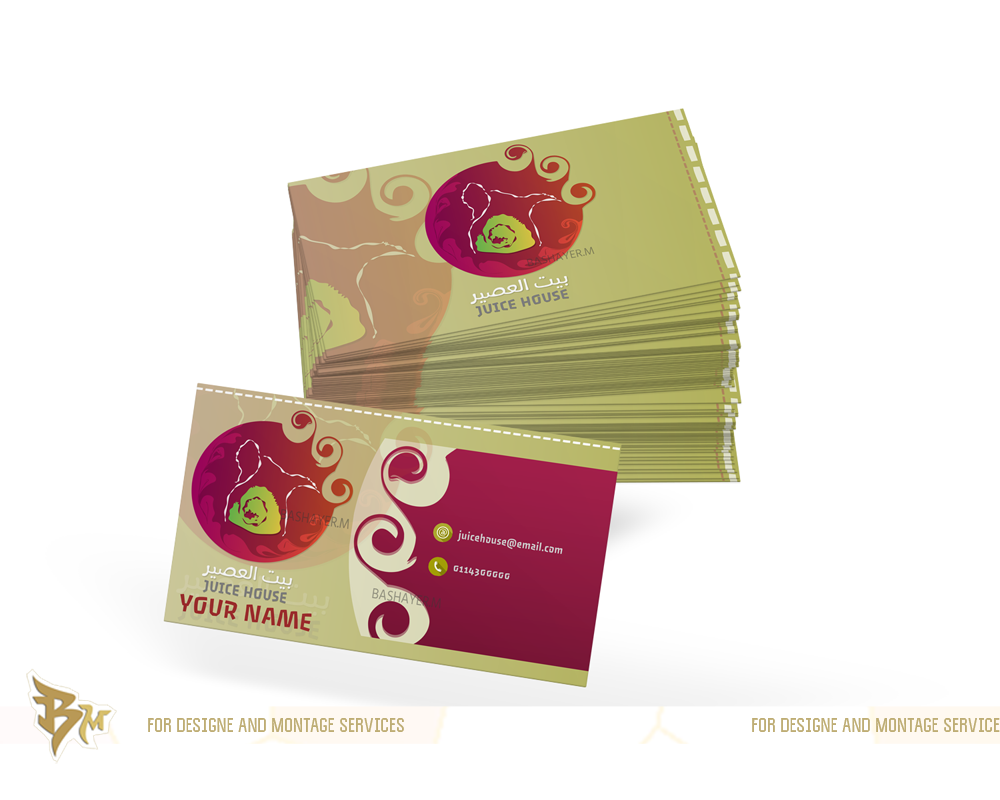 BASHAYER.M
بيت العصير
JUICE HOUSE
BASHAYER.M
بيت العصير
JUICE HOUSE
YOUR NAME
juicehouse@email.com
0114300000
BASHAYER
BM
FOR DESIGNE AND MONTAGE SERVICES
FOR DESIGNE AND MONTAGE SERVICE